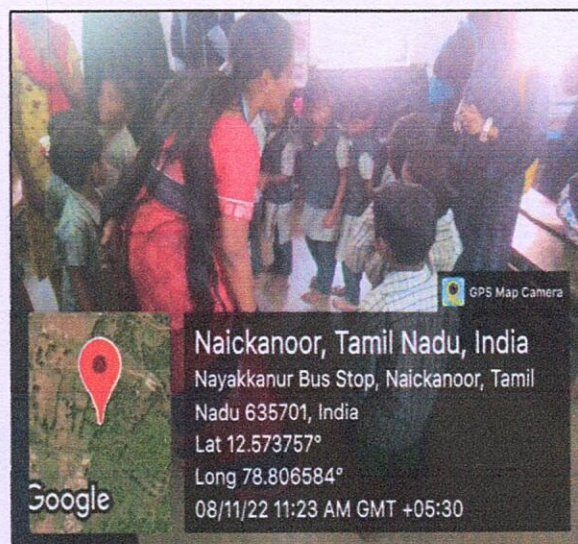 GPS Map Camera
Naickanoor, Tamil Nadu, India
Nayakkanur Bus Stop, Naickanoor, Tamil
Nadu 635701, India
Lat 12.573757°
Long 78.806584°
08/11/22 11:23 AM GMT +05:30
Google